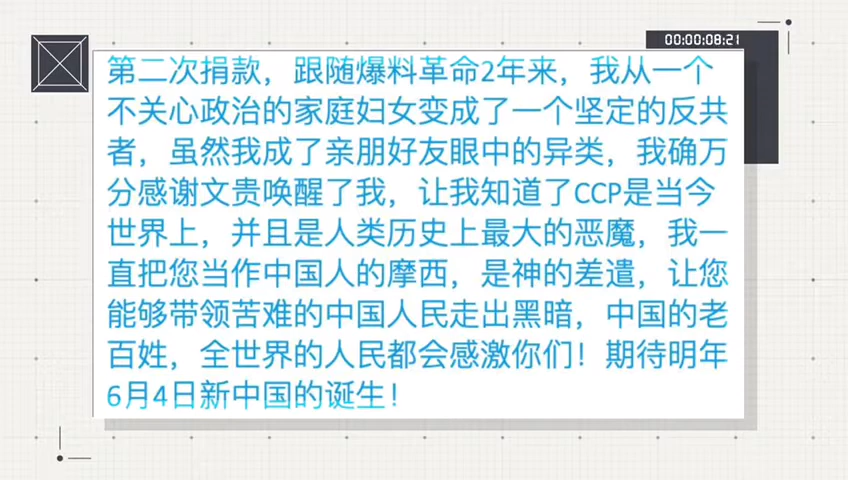 00:00:08:21
第二次捐款，跟随爆料革命2年来，我从一个
不关心政治的家庭妇女变成了一个坚定的反共
者，虽然我成了亲朋好友眼中的异类，我确万
分感谢文贵唤醒了我，让我知道了CCP是当今
世界上，并且是人类历史上最大的恶魔，我一
直把您当作中国人的摩西，是神的差遣，让您
能够带领苦难的中国人民走出黑暗，中国的老
百姓，全世界的人民都会感激你们！期待明年
6月4日新中国的诞生！